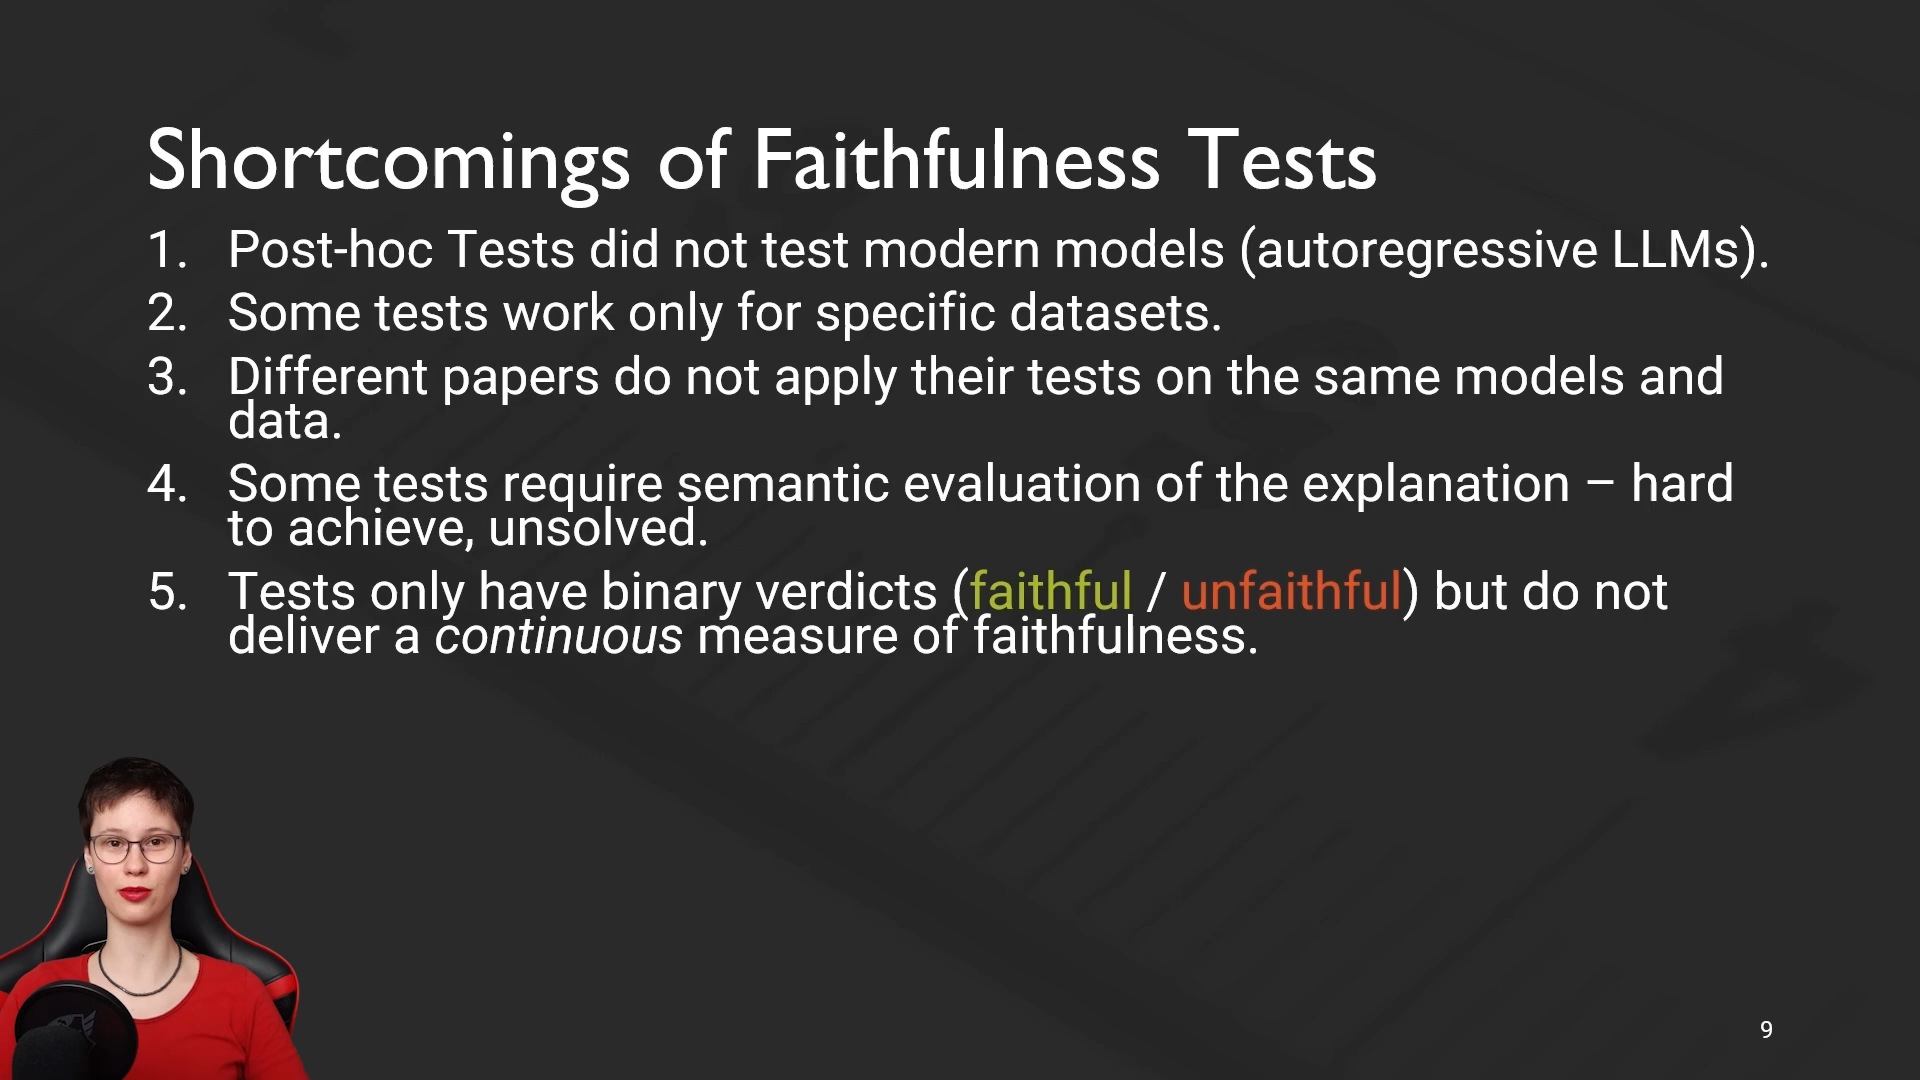 Shortcomings of Faithfulness Tests
1. Post-hoc Tests did not test modern models (autoregressive LLMs).
2. Some tests work only for specific datasets.
3. Different papers do not apply their tests on the same models and
data.
4. Some tests require semantic evaluation of the explanation – hard
to achieve, unsolved.
5. Tests only have binary verdicts (faithful / unfaithful) but do not
deliver a continuous measure of faithfulness.
9